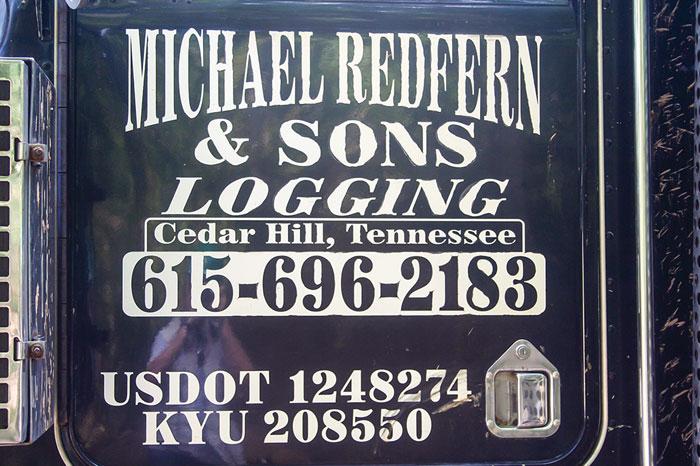 MICHAEL REDFERN
& SONS
LOGGING
Cedar Hill, Tennessee
615-696-2183
USDOT 1248274
KYU 208550